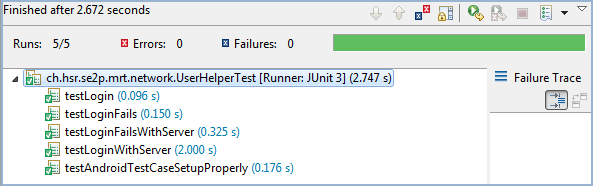 Finished after 2.672 seconds
Runs: 5/5 Errors: 0 Failures: 0
ch.hsr.se2p.mrt.network.UserHelperTest [Runner: JUnit 3] (2.747 s)
Failure Trace
testLogin (0.096 s)
testLoginFails (0.150 s)
testLoginFailsWithServer (0.325 s)
testLoginWithServer (2.000 s)
testAndroidTestCaseSetupProperly (0.176 s)